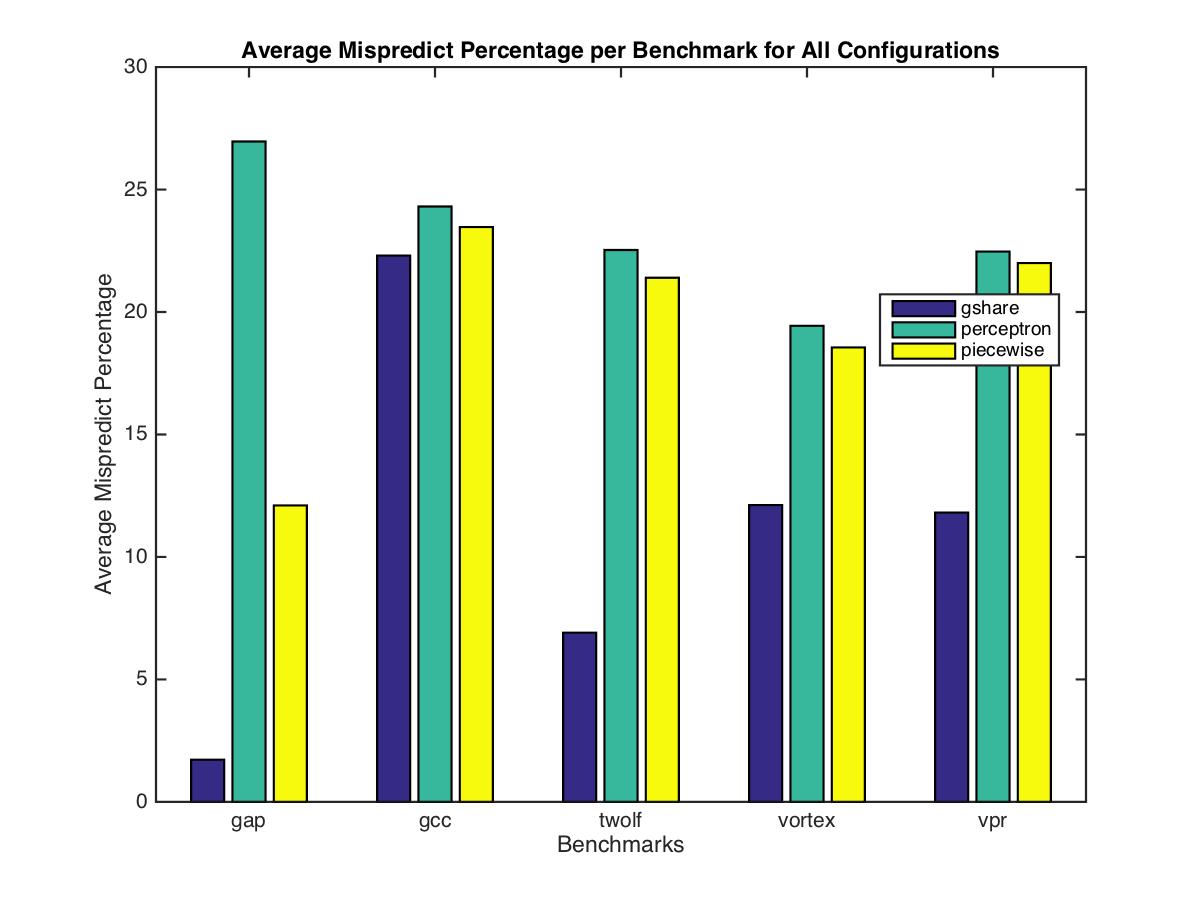 Average Mispredict Percentage per Benchmark for All Configurations
30
25
20
15
10
5
0
Average Mispredict Percentage
gshare
perceptron
piecewise
gap gcc twolf vortex vpr
Benchmarks